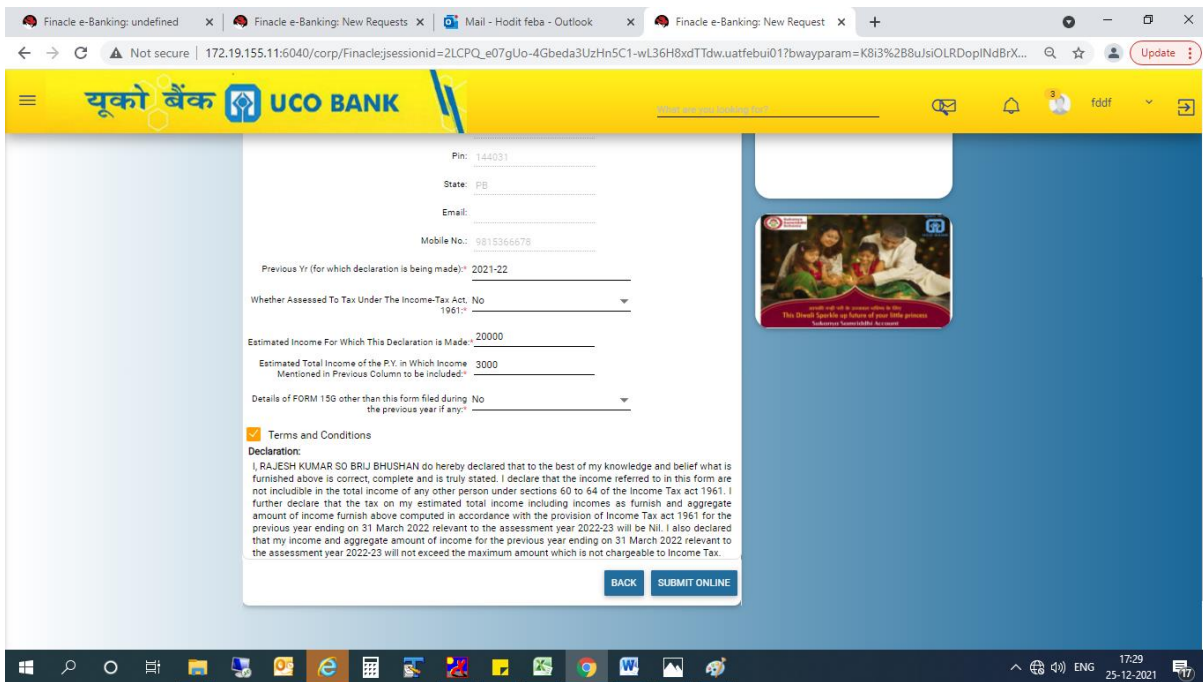 Finacle e-Banking: undefined
Finacle e-Banking: New Requests
Mail - Hodit feba - Outlook
Finacle e-Banking: New Request
Not secure | 172.19.155.11:6040/corp/Finacle;jsessionid=2LCPQ_e07gUo-4Gbeda3UzHn5C1-wL36H8xdTTdw.uatfebui01?bwayparam=K8i3%2B8uJsiOLRDopINdBrX...
Update
यूको बैंक UCO BANK
What are you looking for?
3
fddf
Pin: 144031
State: PB
Email:
Mobile No.: 9815366678
Previous Yr (for which declaration is being made):* 2021-22
Whether Assessed To Tax Under The Income-Tax Act, No
1961:*
Estimated Income For Which This Declaration is Made:* 20000
Estimated Total Income of the P.Y. in Which Income 3000
Mentioned in Previous Column to be included:*
Details of FORM 15G other than this form filed during No
the previous year if any:*
Terms and Conditions
Declaration:
I, RAJESH KUMAR SO BRIJ BHUSHAN do hereby declared that to the best of my knowledge and belief what is
furnished above is correct, complete and is truly stated. I declare that the income referred to in this form are
not includible in the total income of any other person under sections 60 to 64 of the Income Tax act 1961. I
further declare that the tax on my estimated total income including incomes as furnish and aggregate
amount of income furnish above computed in accordance with the provision of Income Tax act 1961 for the
previous year ending on 31 March 2022 relevant to the assessment year 2022-23 will be Nil. I also declared
that my income and aggregate amount of income for the previous year ending on 31 March 2022 relevant to
the assessment year 2022-23 will not exceed the maximum amount which is not chargeable to Income Tax.
BACK
SUBMIT ONLINE
This Diwali Sparkle up future of your little princess
Sukanya Samriddhi Account
ENG
17:29
25-12-2021
17